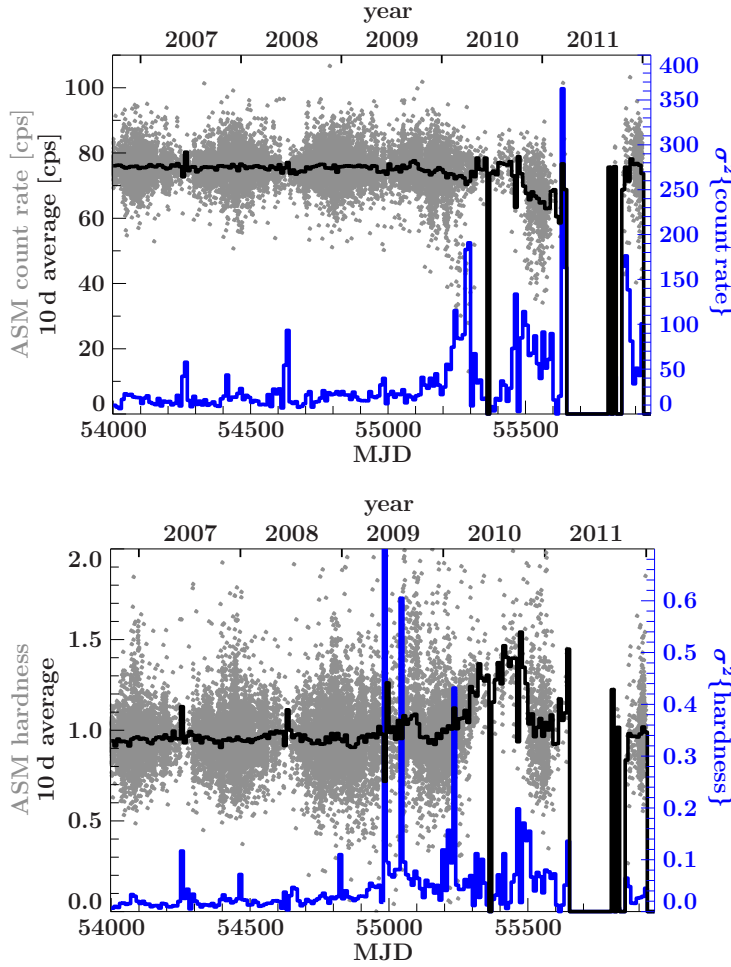 year
2007 2008 2009 2010 2011
100
80
60
40
20
0
400
350
300
250
200
150
100
50
0
ASM count rate [cps]
10 d average [cps]
σ²{count rate}
54000 54500 55000 55500
MJD
year
2007 2008 2009 2010 2011
2.0
1.5
1.0
0.5
0.0
0.6
0.5
0.4
0.3
0.2
0.1
0.0
ASM hardness
10 d average
σ²{hardness}
54000 54500 55000 55500
MJD